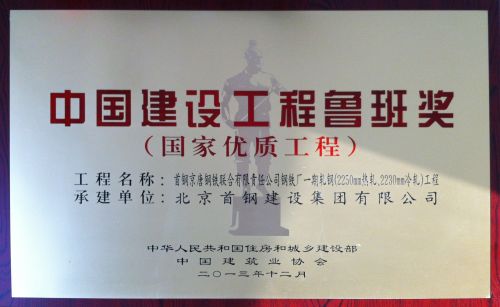 中国建设工程鲁班奖
（国家优质工程）
工程名称：首钢京唐钢铁联合有限责任公司钢铁厂一期轧钢(2250mm热轧,2230mm冷轧)工程
承建单位：北京首钢建设集团有限公司
中华人民共和国住房和城乡建设部
中国建筑业协会
二〇一三年十二月